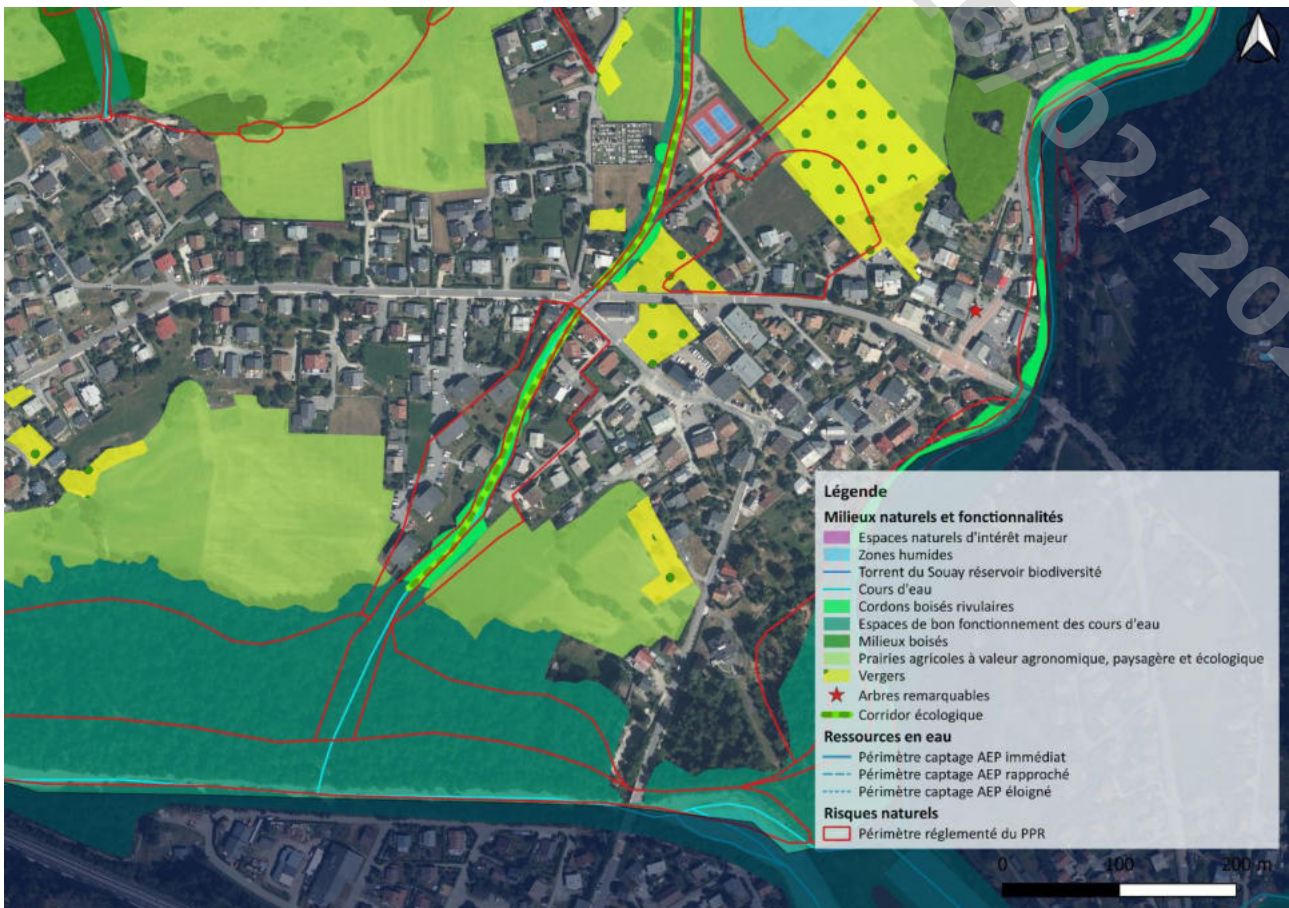 16/02/202
Légende
Milieux naturels et fonctionnalités
Espaces naturels d'intérêt majeur
Zones humides
Torrent du Souay réservoir biodiversité
Cours d'eau
Cordons boisés rivulaires
Espaces de bon fonctionnement des cours d'eau
Milieux boisés
Prairies agricoles à valeur agronomique, paysagère et écologique
Vergers
Arbres remarquables
Corridor écologique
Ressources en eau
Périmètre captage AEP immédiat
Périmètre captage AEP rapproché
Périmètre captage AEP éloigné
Risques naturels
Périmètre réglementé du PPR
0 100 200 m